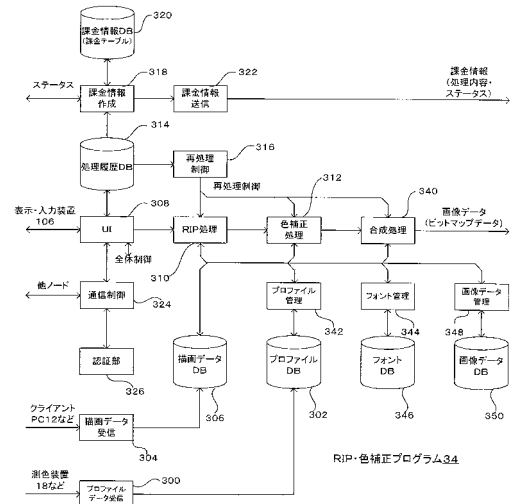 課金情報DB
(課金テーブル)
320
ステータス
課金情報
作成
318
課金情報
送信
322
課金情報
(処理内容・
ステータス)
処理履歴DB
314
再処理
制御
316
再処理制御
表示・入力装置
106
UI
308
全体制御
RIP処理
310
色補正
処理
312
合成処理
340
画像データ
(ビットマップデータ)
他ノード
通信制御
324
認証部
326
プロファイル
管理
342
フォント管理
344
画像データ
管理
348
描画データ
DB
306
プロファイル
DB
302
フォント
DB
346
画像データ
DB
350
クライアント
PC12など
描画データ
受信
304
測色装置
18など
プロファイル
データ受信
300
RIP・色補正プログラム34